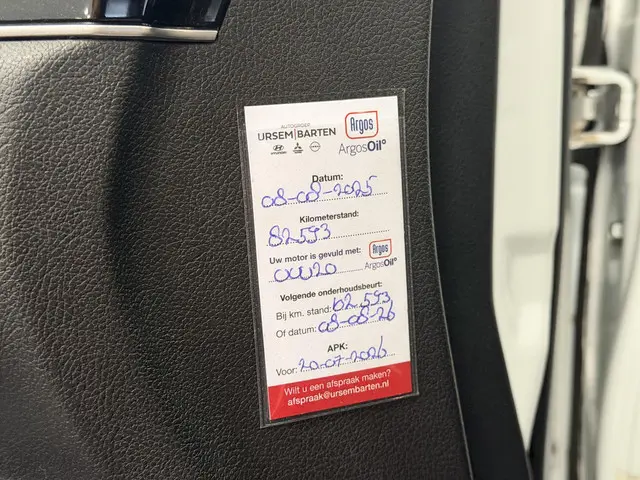 AUTOGROEP
URSEM|BARTEN
Argos
ArgosOil
Datum:
08-08-2025
Kilometerstand:
82593
Uw motor is gevuld met:
Argos
0W20
ArgosOil
Volgende onderhoudsbeurt:
Bij km. stand: 102.593
Of datum: 08-08-26
APK:
Voor: 20-07-2026
Wilt u een afspraak maken?
afspraak@ursembarten.nl